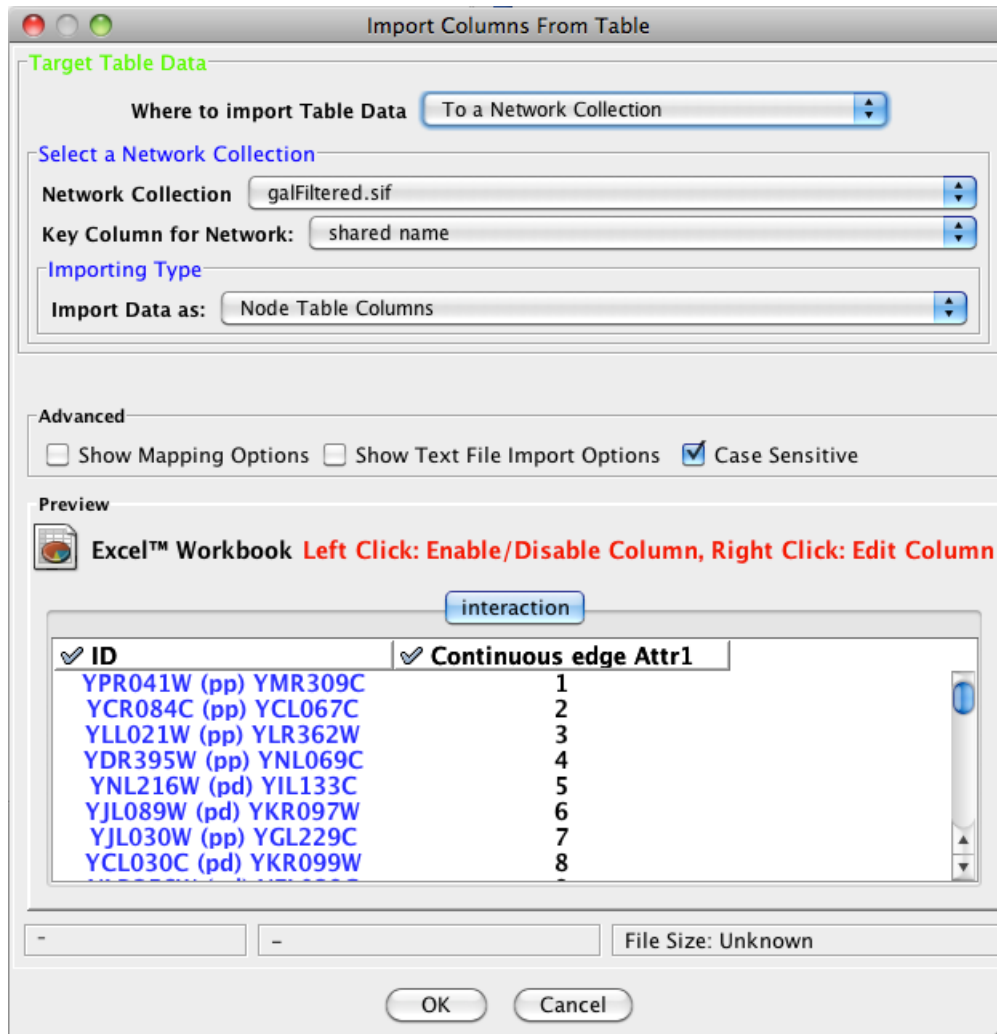 Import Columns From Table
Target Table Data
Where to import Table Data To a Network Collection
Select a Network Collection
Network Collection galFiltered.sif
Key Column for Network: shared name
Importing Type
Import Data as: Node Table Columns
Advanced
Show Mapping Options Show Text File Import Options Case Sensitive
Preview
Excel™ Workbook Left Click: Enable/Disable Column, Right Click: Edit Column
interaction
ID Continuous edge Attr1
YPR041W (pp) YMR309C 1
YCR084C (pp) YCL067C 2
YLL021W (pp) YLR362W 3
YDR395W (pp) YNL069C 4
YNL216W (pd) YIL133C 5
YJL089W (pd) YKR097W 6
YJL030W (pp) YGL229C 7
YCL030C (pd) YKR099W 8
- –
File Size: Unknown
OK Cancel